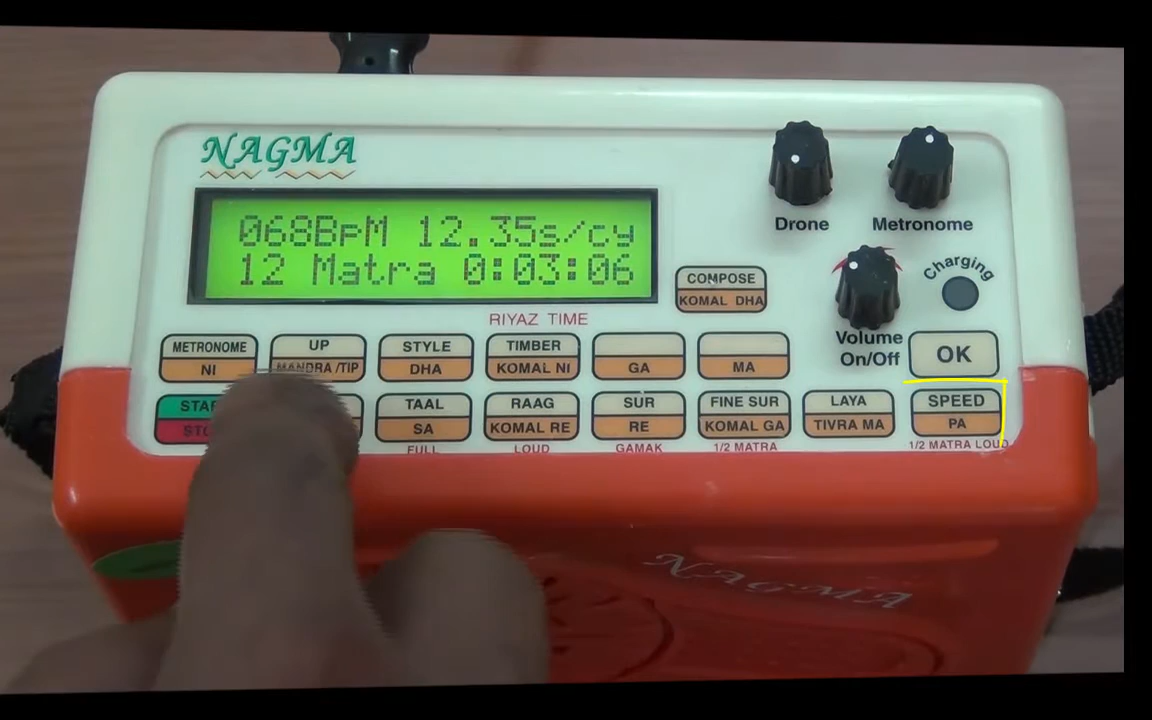 NAGMA
068BpM 12.35s/cy
12 Matra 0:03:06
RIYAZ TIME
Drone
Metronome
Charging
Volume
On/Off
COMPOSE
KOMAL DHA
METRONOME
NI
UP
MANDRA /TIP
STYLE
DHA
TIMBER
KOMAL NI
GA
MA
OK
TAAL
SA
FULL
RAAG
KOMAL RE
LOUD
SUR
RE
GAMAK
FINE SUR
KOMAL GA
1/2 MATRA
LAYA
TIVRA MA
SPEED
PA
1/2 MATRA LOUD
NAGMA